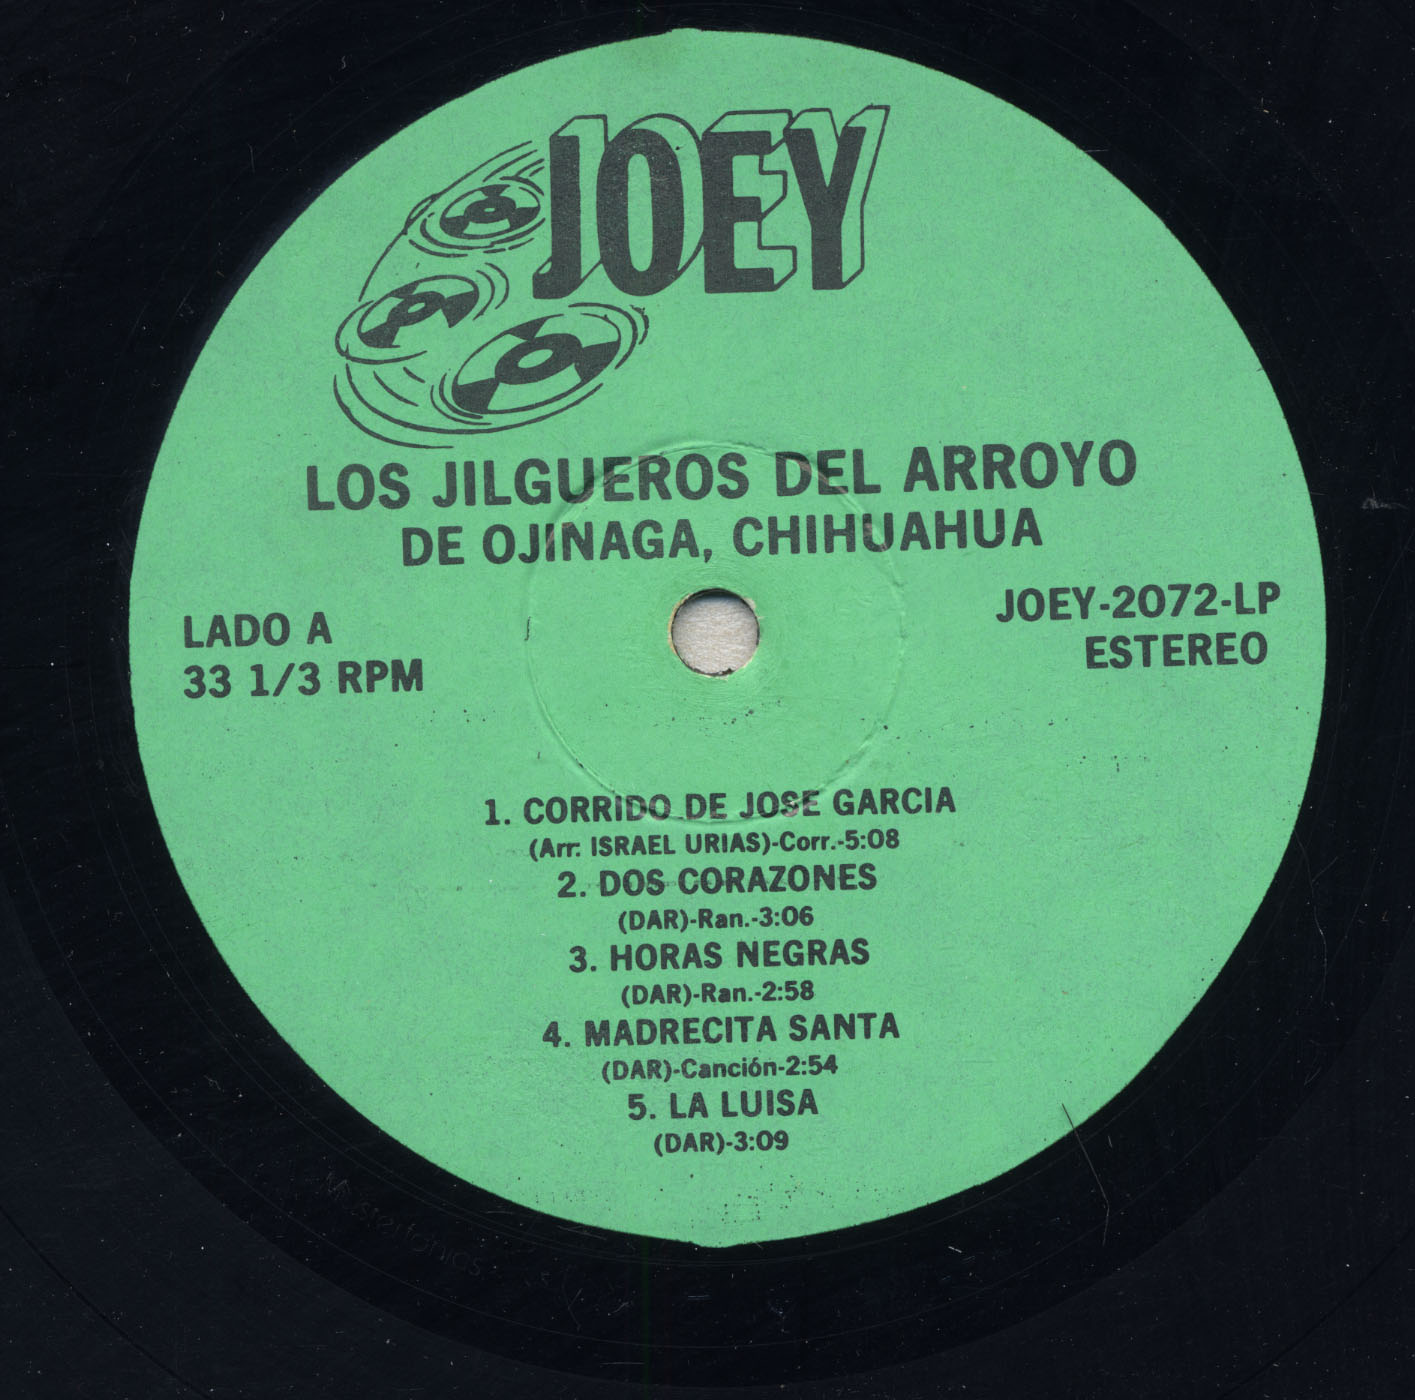 JOEY
LOS JILGUEROS DEL ARROYO
DE OJINAGA, CHIHUAHUA
LADO A
33 1/3 RPM
JOEY-2072-LP
ESTEREO
1. CORRIDO DE JOSE GARCIA
(Arr: ISRAEL URIAS)-Corr.-5:08
2. DOS CORAZONES
(DAR)-Ran.-3:06
3. HORAS NEGRAS
(DAR)-Ran.-2:58
4. MADRECITA SANTA
(DAR)-Canción-2:54
5. LA LUISA
(DAR)-3:09